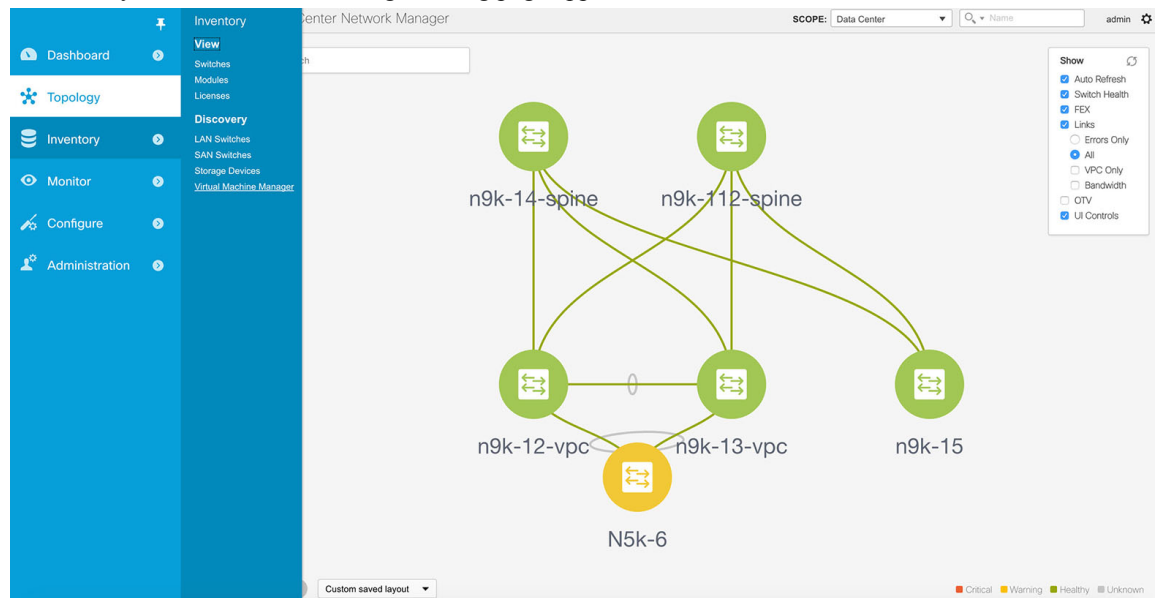 Inventory
enter Network Manager
SCOPE: Data Center
Name
admin
View
Switches
Modules
Licenses
Discovery
LAN Switches
SAN Switches
Storage Devices
Virtual Machine Manager
Dashboard
Topology
Inventory
Monitor
Configure
Administration
Show
Auto Refresh
Switch Health
FEX
Links
Errors Only
All
VPC Only
Bandwidth
OTV
UI Controls
n9k-14-spine
n9k-112-spine
n9k-12-vpc
n9k-13-vpc
n9k-15
N5k-6
Custom saved layout
Critical Warning Healthy Unknown